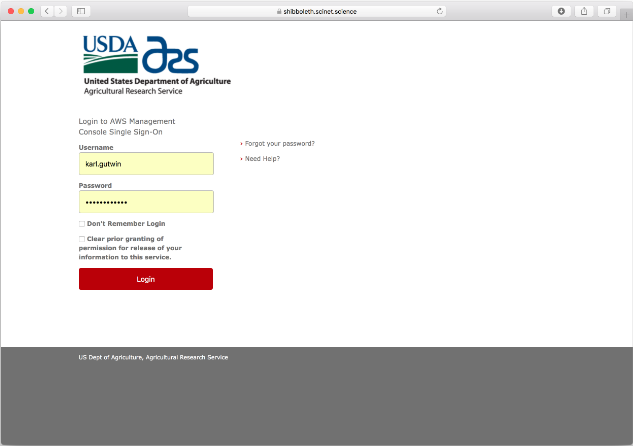 shibboleth.scinet.science
USDA
ars
United States Department of Agriculture
Agricultural Research Service
Login to AWS Management
Console Single Sign-On
Username
karl.gutwin
› Forgot your password?
› Need Help?
Password
••••••••••••
Don't Remember Login
Clear prior granting of
permission for release of your
information to this service.
Login
US Dept of Agriculture, Agricultural Research Service